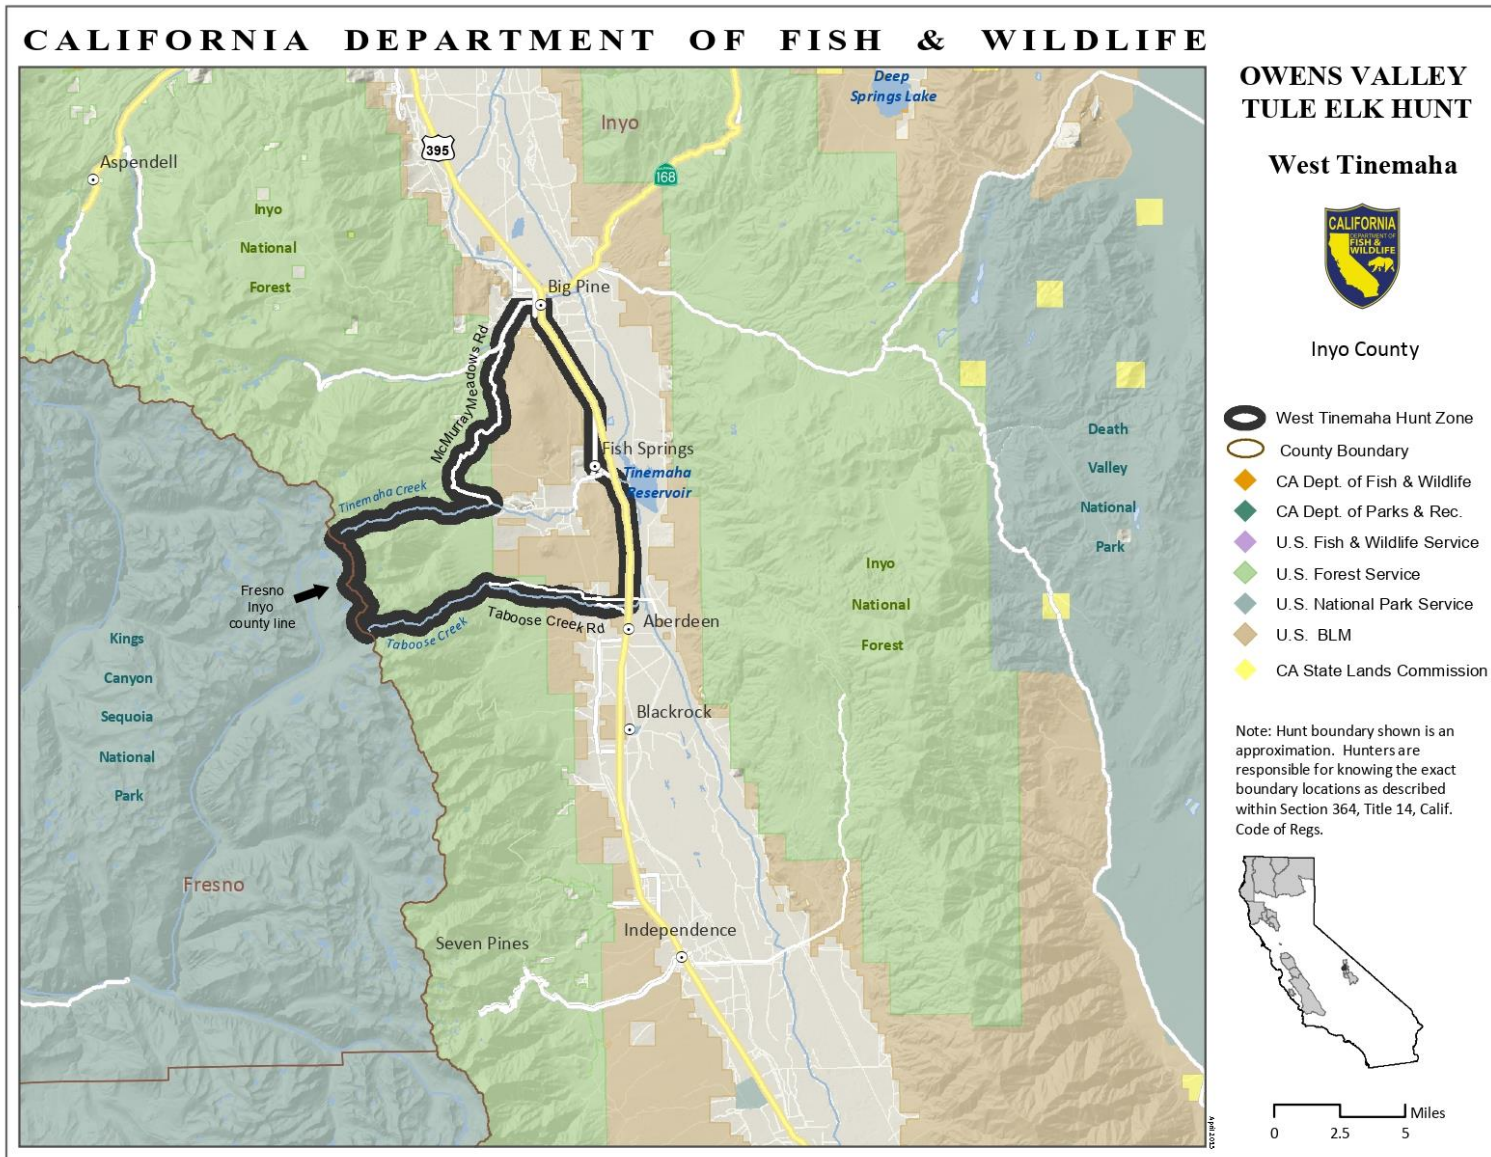 CALIFORNIA DEPARTMENT OF FISH & WILDLIFE
OWENS VALLEY
TULE ELK HUNT
West Tinemaha
CALIFORNIA
DEPARTMENT OF
FISH &
WILDLIFE
Inyo County
West Tinemaha Hunt Zone
County Boundary
CA Dept. of Fish & Wildlife
CA Dept. of Parks & Rec.
U.S. Fish & Wildlife Service
U.S. Forest Service
U.S. National Park Service
U.S. BLM
CA State Lands Commission
Note: Hunt boundary shown is an
approximation. Hunters are
responsible for knowing the exact
boundary locations as described
within Section 364, Title 14, Calif.
Code of Regs.
Miles
0 2.5 5
April 2013
Deep
Springs Lake
Inyo
395
168
Aspendell
Inyo
National
Forest
Big Pine
McMurray Meadows Rd
Fish Springs
Tinemaha
Reservoir
Tinemaha Creek
Death
Valley
National
Park
Inyo
National
Forest
Fresno
Inyo
county line
Taboose Creek Rd
Taboose Creek
Aberdeen
Kings
Canyon
Sequoia
National
Park
Blackrock
Fresno
Seven Pines
Independence